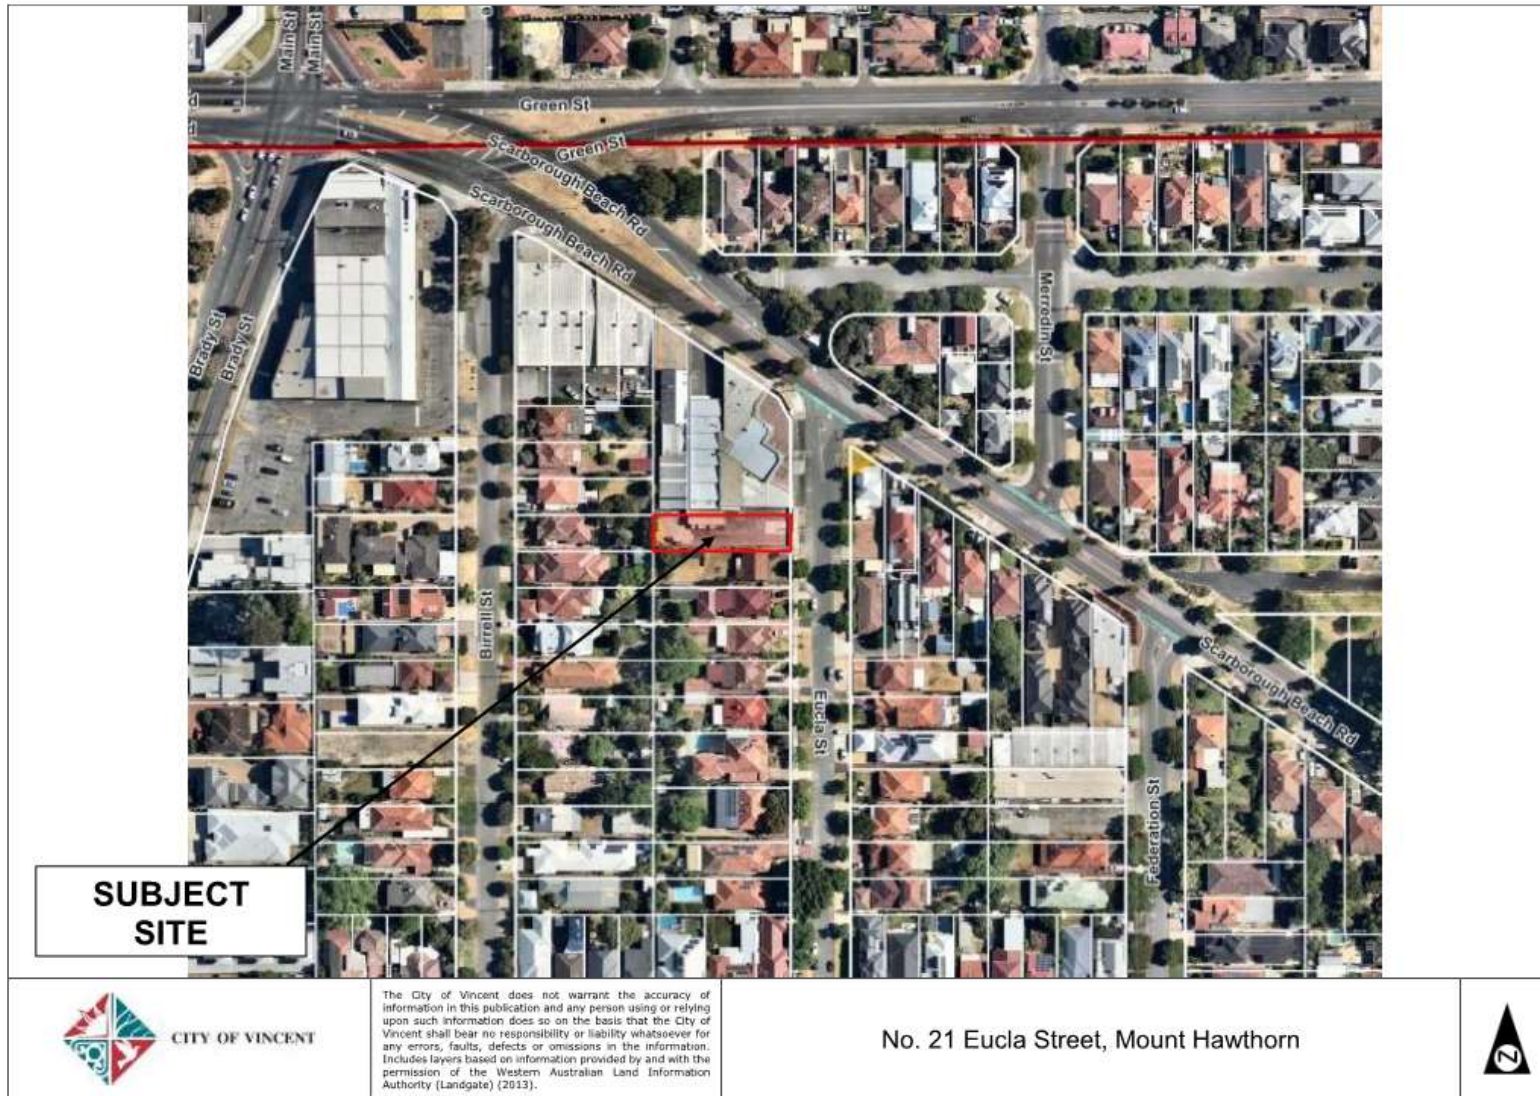 Main St
Main St
Green St
Green St
Scarborough Beach Rd
Scarborough Beach Rd
Brady St
Brady St
Merredin St
Birrell St
Eucla St
Scarborough Beach Rd
Federation St
SUBJECT
SITE
CITY OF VINCENT
The City of Vincent does not warrant the accuracy of
information in this publication and any person using or relying
upon such information does so on the basis that the City of
Vincent shall bear no responsibility or liability whatsoever for
any errors, faults, defects or omissions in the information.
Includes layers based on information provided by and with the
permission of the Western Australian Land Information
Authority (Landgate) (2013).
No. 21 Eucla Street, Mount Hawthorn
N